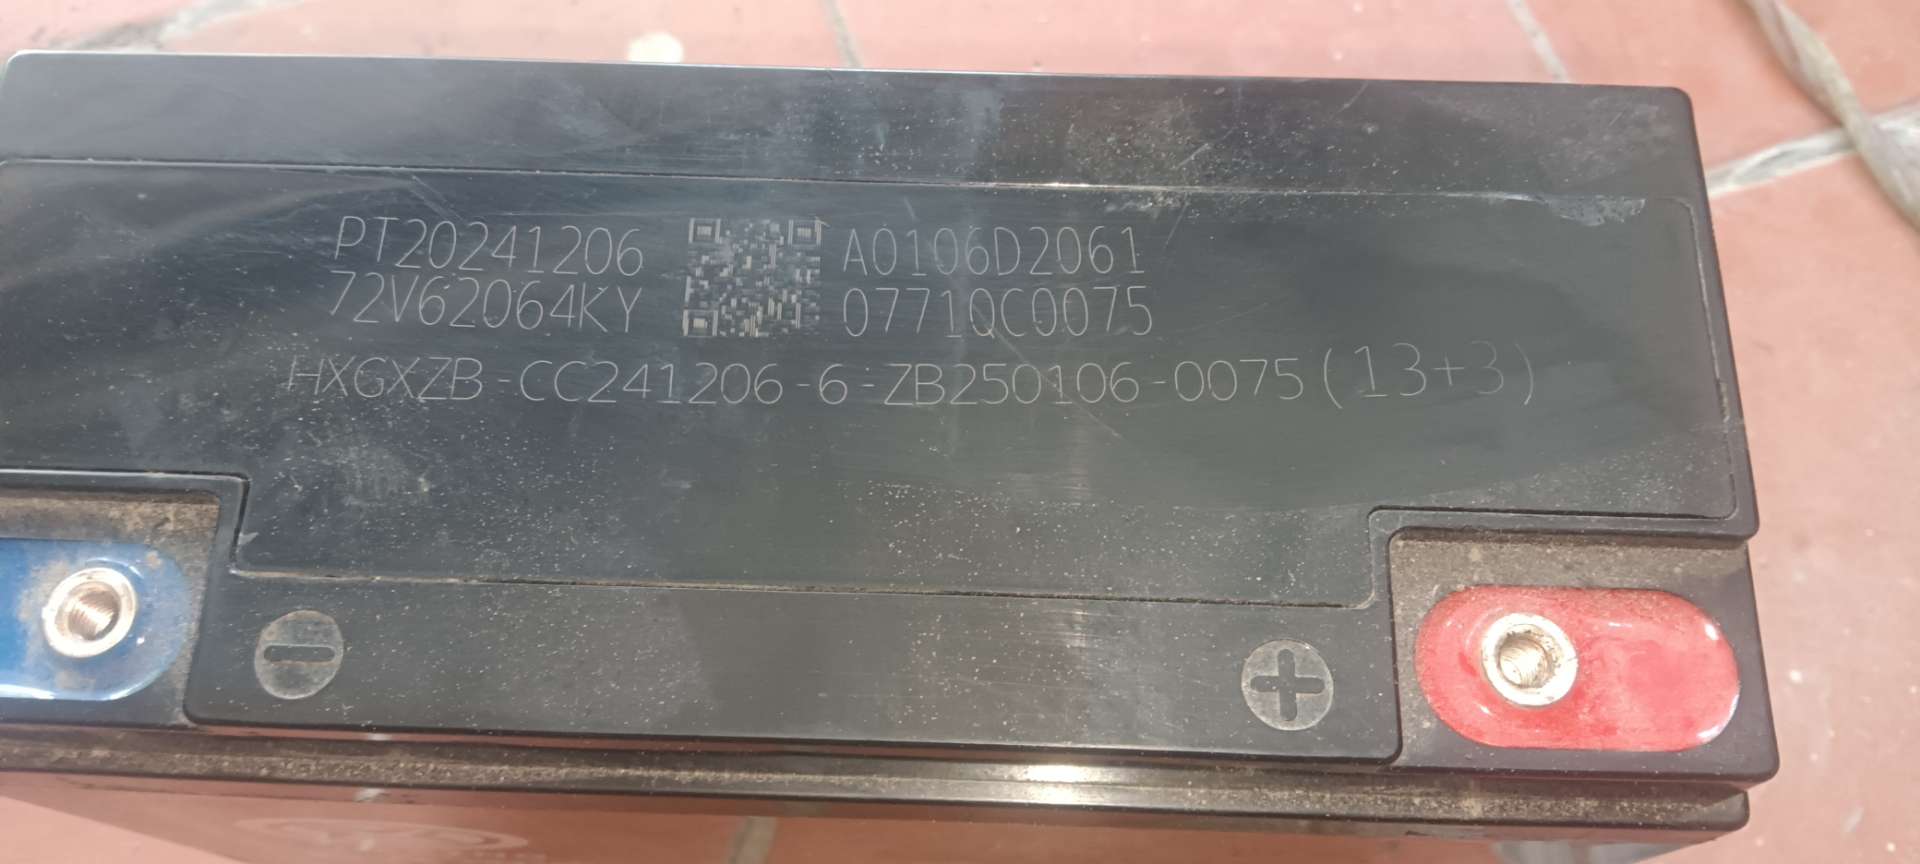 PT20241206
72V62064KY
A0106D2061
0771QC0075
HXGXZB-CC241206-6-ZB250106-0075(13+3)